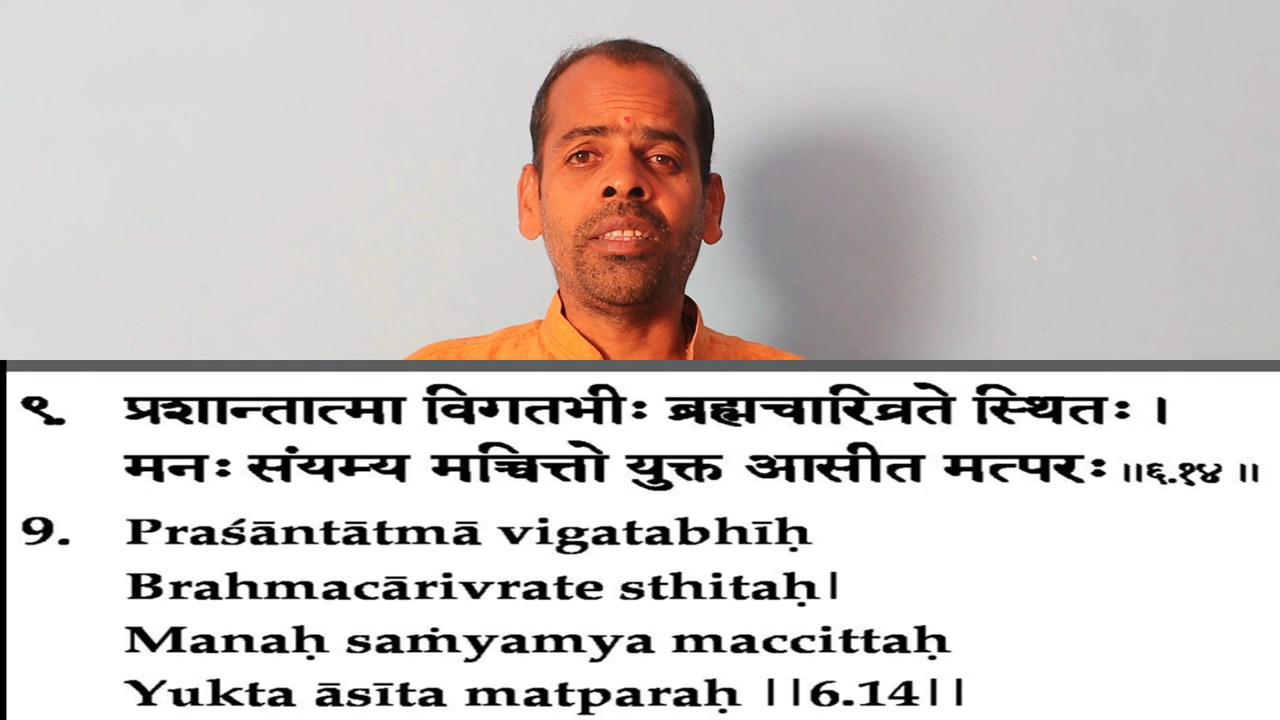 ९. प्रशान्तात्मा विगतभीः ब्रह्मचारिव्रते स्थितः ।
मनः संयम्य मच्चित्तो युक्त आसीत मत्परः ॥६.१४ ॥
9. Praśāntātmā vigatabhīḥ
Brahmacārivrate sthitaḥ|
Manaḥ saṁyamya maccittaḥ
Yukta āsīta matparaḥ ||6.14||